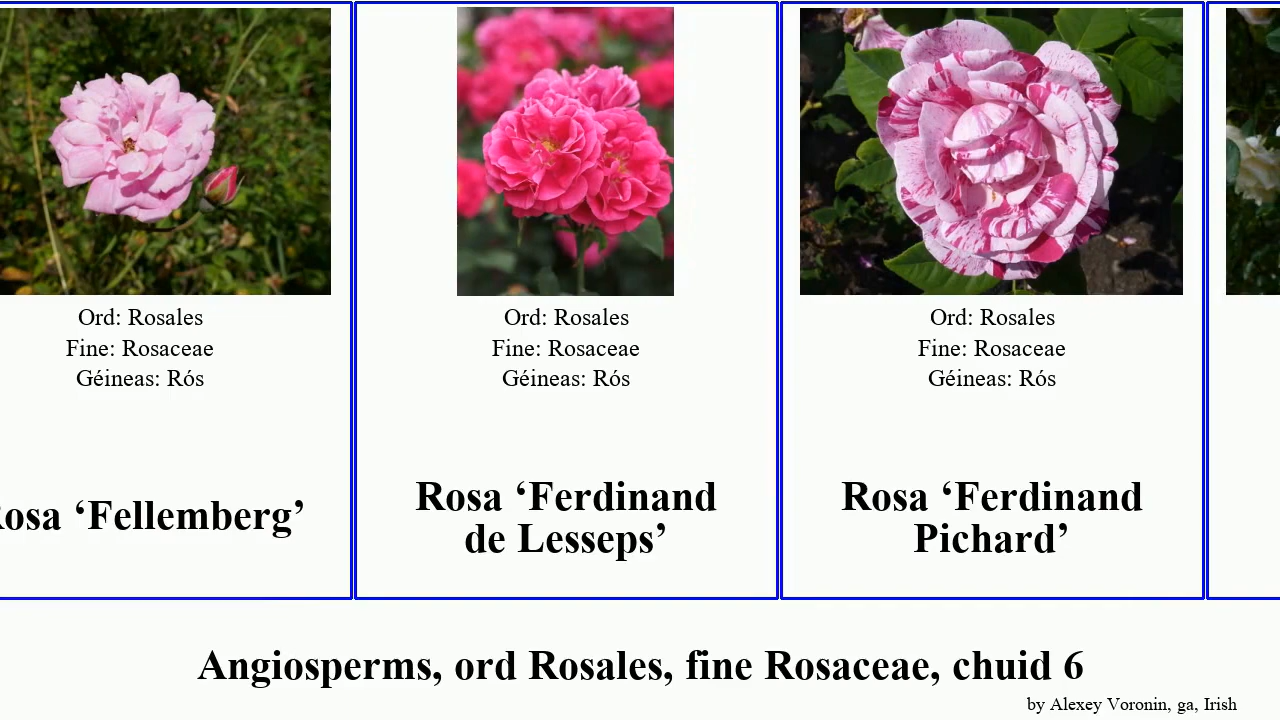 Ord: Rosales
Fine: Rosaceae
Géineas: Rós
osa ‘Fellemberg’
Ord: Rosales
Fine: Rosaceae
Géineas: Rós
Rosa ‘Ferdinand
de Lesseps’
Ord: Rosales
Fine: Rosaceae
Géineas: Rós
Rosa ‘Ferdinand
Pichard’
Angiosperms, ord Rosales, fine Rosaceae, chuid 6
by Alexey Voronin, ga, Irish